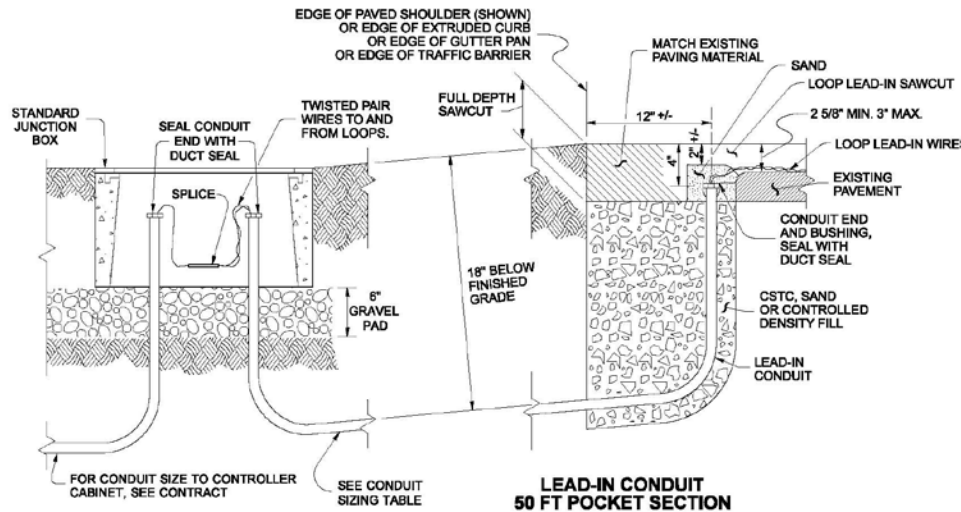 EDGE OF PAVED SHOULDER (SHOWN)
OR EDGE OF EXTRUDED CURB
OR EDGE OF GUTTER PAN
OR EDGE OF TRAFFIC BARRIER
MATCH EXISTING
PAVING MATERIAL
SAND
LOOP LEAD-IN SAWCUT
FULL DEPTH
SAWCUT
12" +/-
2 5/8" MIN. 3" MAX.
LOOP LEAD-IN WIRES
STANDARD
JUNCTION
BOX
SEAL CONDUIT
END WITH
DUCT SEAL
TWISTED PAIR
WIRES TO AND
FROM LOOPS.
SPLICE
4"
2" +/-
EXISTING
PAVEMENT
CONDUIT END
AND BUSHING,
SEAL WITH
DUCT SEAL
18" BELOW
FINISHED
GRADE
6"
GRAVEL
PAD
CSTC, SAND
OR CONTROLLED
DENSITY FILL
LEAD-IN
CONDUIT
FOR CONDUIT SIZE TO CONTROLLER
CABINET, SEE CONTRACT
SEE CONDUIT
SIZING TABLE
LEAD-IN CONDUIT
50 FT POCKET SECTION